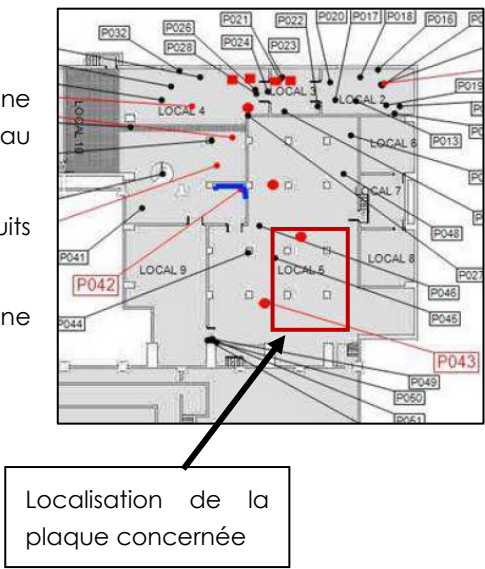 ne
au
uits
ne
P032
P026
P028
P021
P024
P022
P023
P020
P017
P018
P016
P019
P013
LOCAL 3
LOCAL 2
LOCAL 4
LOCAL 10
LOCAL 6
LOCAL 7
P048
P027
P041
P042
LOCAL 9
LOCAL 5
LOCAL 8
P046
P045
P044
P043
P049
P050
P051
Localisation de la
plaque concernée